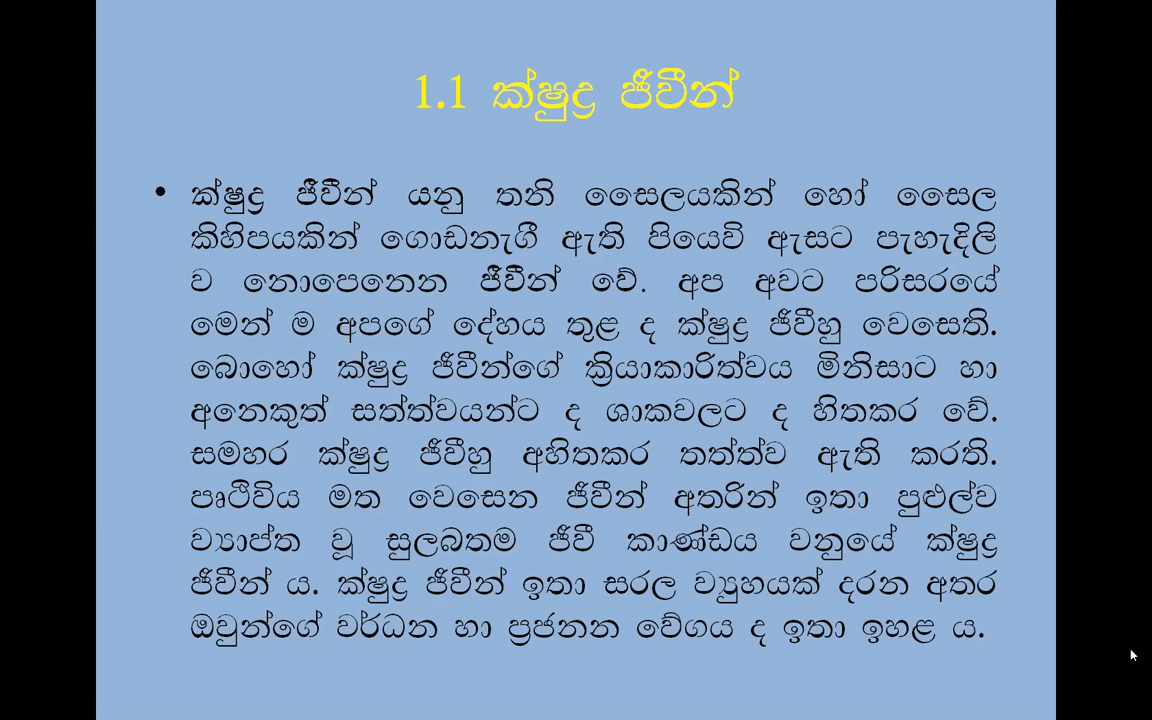 1.1 ක්ෂුද්‍ර ජීවීන්
• ක්ෂුද්‍ර ජීවීන් යනු තනි සෛලයකින් හෝ සෛල
කිහිපයකින් ගොඩනැගී ඇති පියෙවි ඇසට පැහැදිලි
ව නොපෙනෙන ජීවීන් වේ. අප අවට පරිසරයේ
මෙන් ම අපගේ දේහය තුළ ද ක්ෂුද්‍ර ජීවීහු වෙසෙති.
බොහෝ ක්ෂුද්‍ර ජීවීන්ගේ ක්‍රියාකාරිත්වය මිනිසාට හා
අනෙකුත් සත්ත්වයන්ට ද ශාකවලට ද හිතකර වේ.
සමහර ක්ෂුද්‍ර ජීවීහු අහිතකර තත්ත්ව ඇති කරති.
පෘථිවිය මත වෙසෙන ජීවීන් අතරින් ඉතා පුළුල්ව
ව්‍යාප්ත වූ සුලබතම ජීවී කාණ්ඩය වනුයේ ක්ෂුද්‍ර
ජීවීන් ය. ක්ෂුද්‍ර ජීවීන් ඉතා සරල ව්‍යුහයක් දරන අතර
ඔවුන්ගේ වර්ධන හා ප්‍රජනන වේගය ද ඉතා ඉහළ ය.